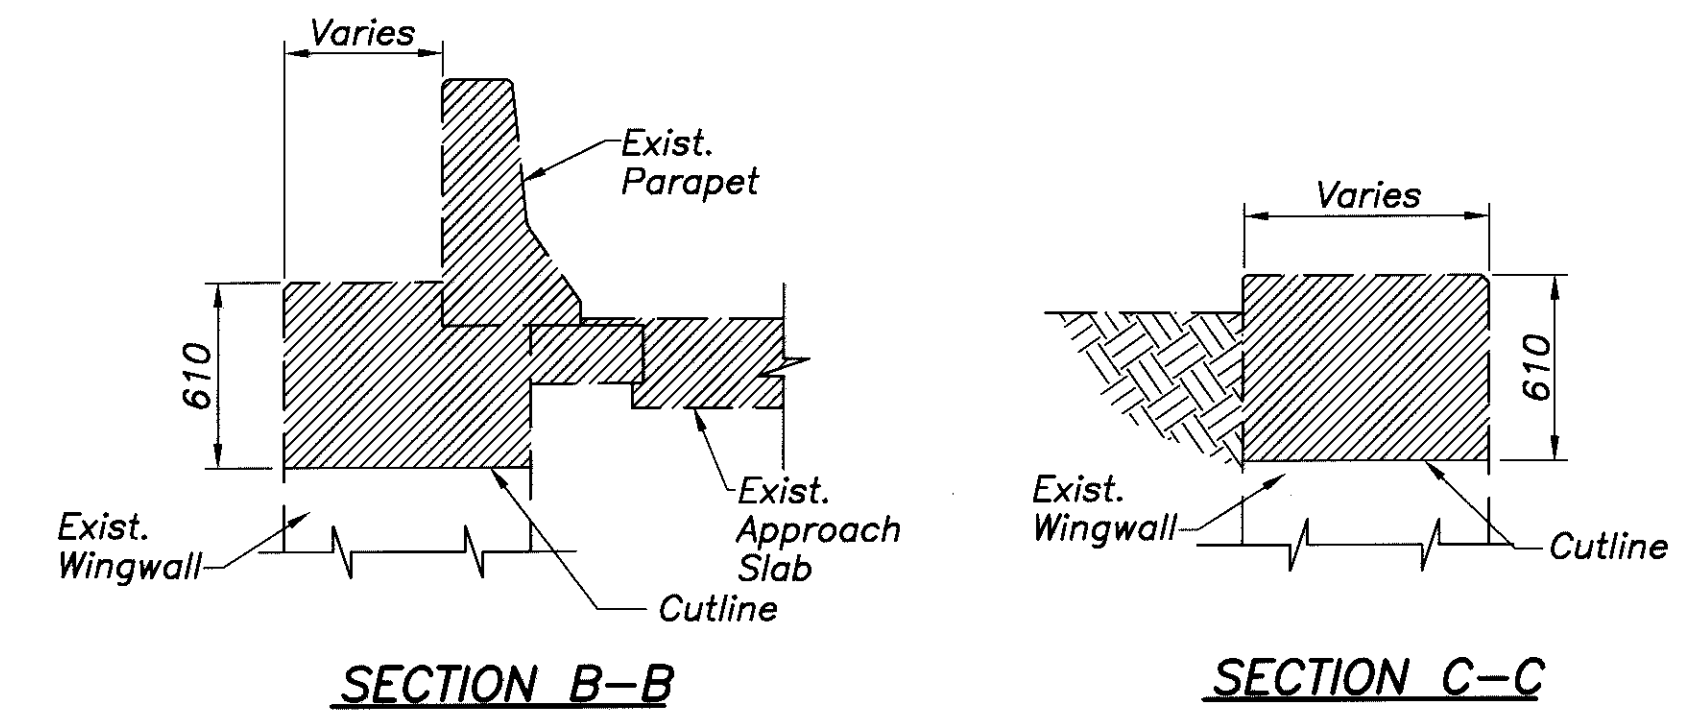 Varies
Exist.
Parapet
610
Exist.
Approach
Slab
Exist.
Wingwall
Cutline
SECTION B-B
Varies
610
Exist.
Wingwall
Cutline
SECTION C-C